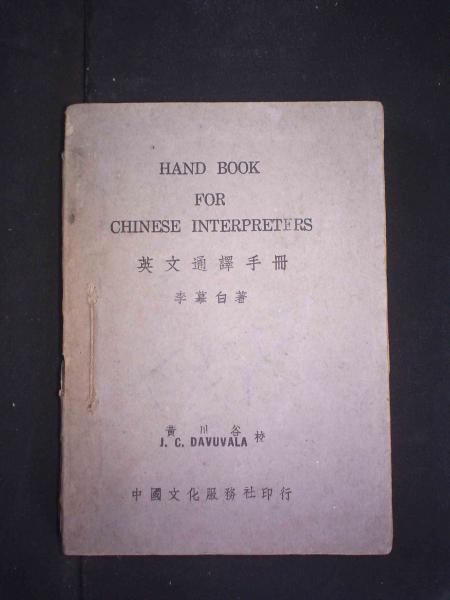 HAND BOOK
FOR
CHINESE INTERPRETERS
英文通譯手冊
李慕白著
黃川谷校
J. C. DAVUVALA
中國文化服務社印行